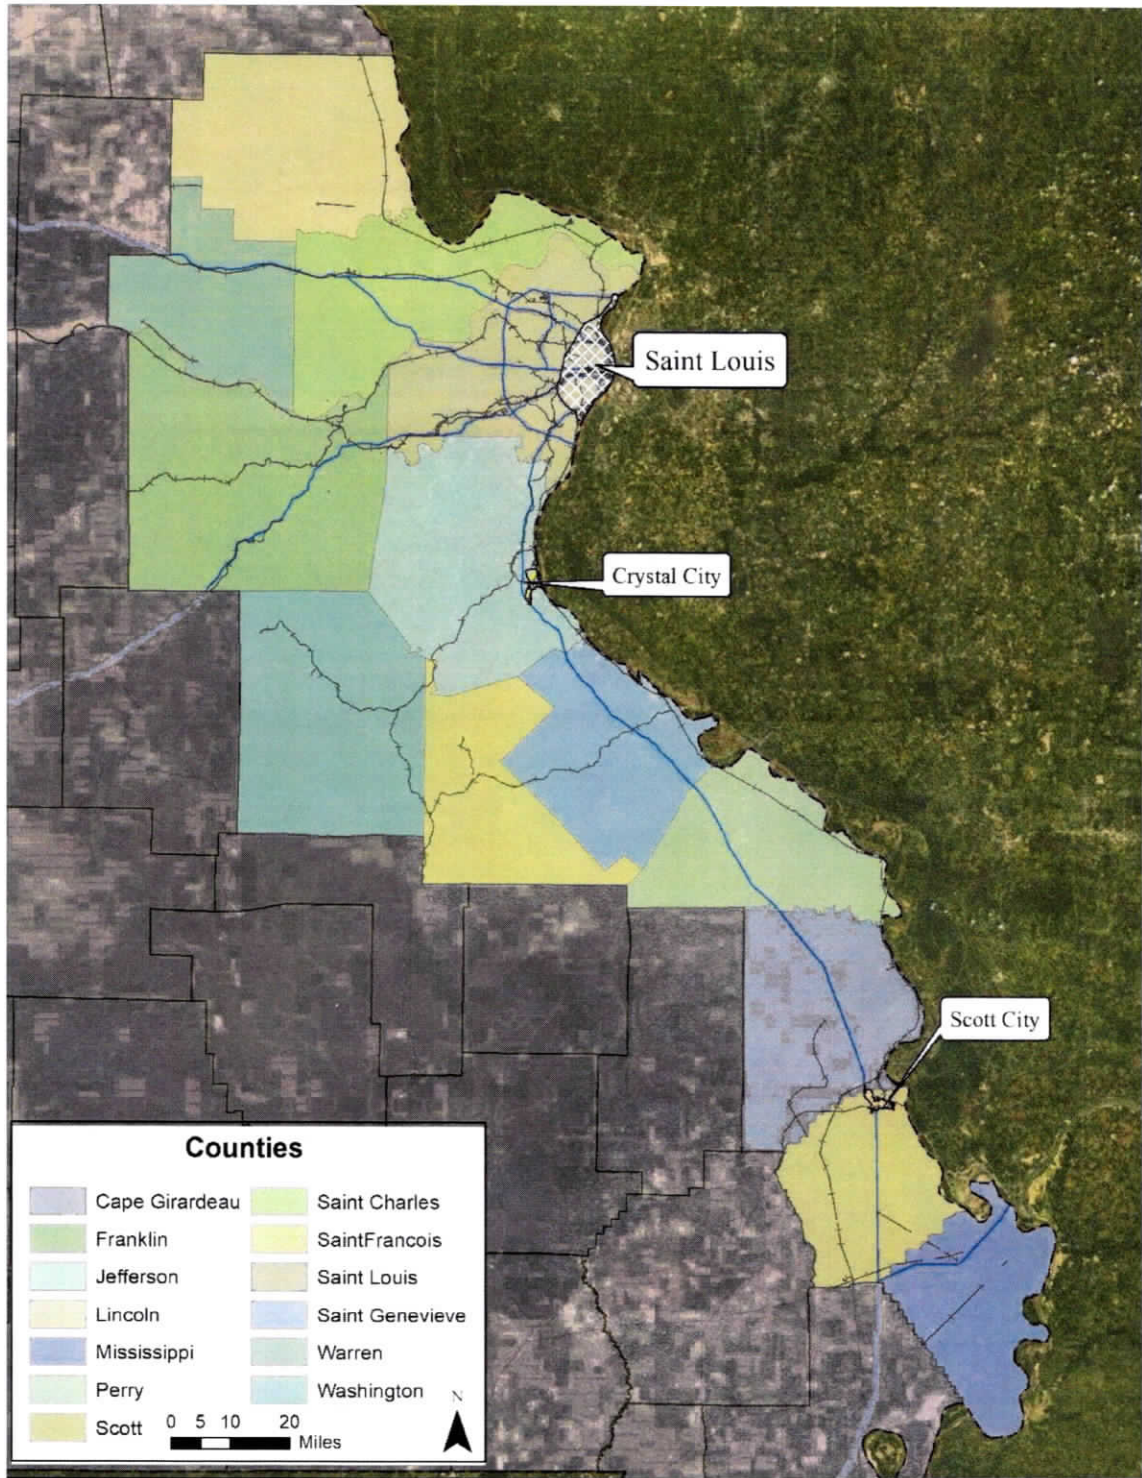 Saint Louis
Crystal City
Scott City
Counties
Cape Girardeau
Franklin
Jefferson
Lincoln
Mississippi
Perry
Scott
Saint Charles
SaintFrancois
Saint Louis
Saint Genevieve
Warren
Washington
N
0 5 10 20
Miles